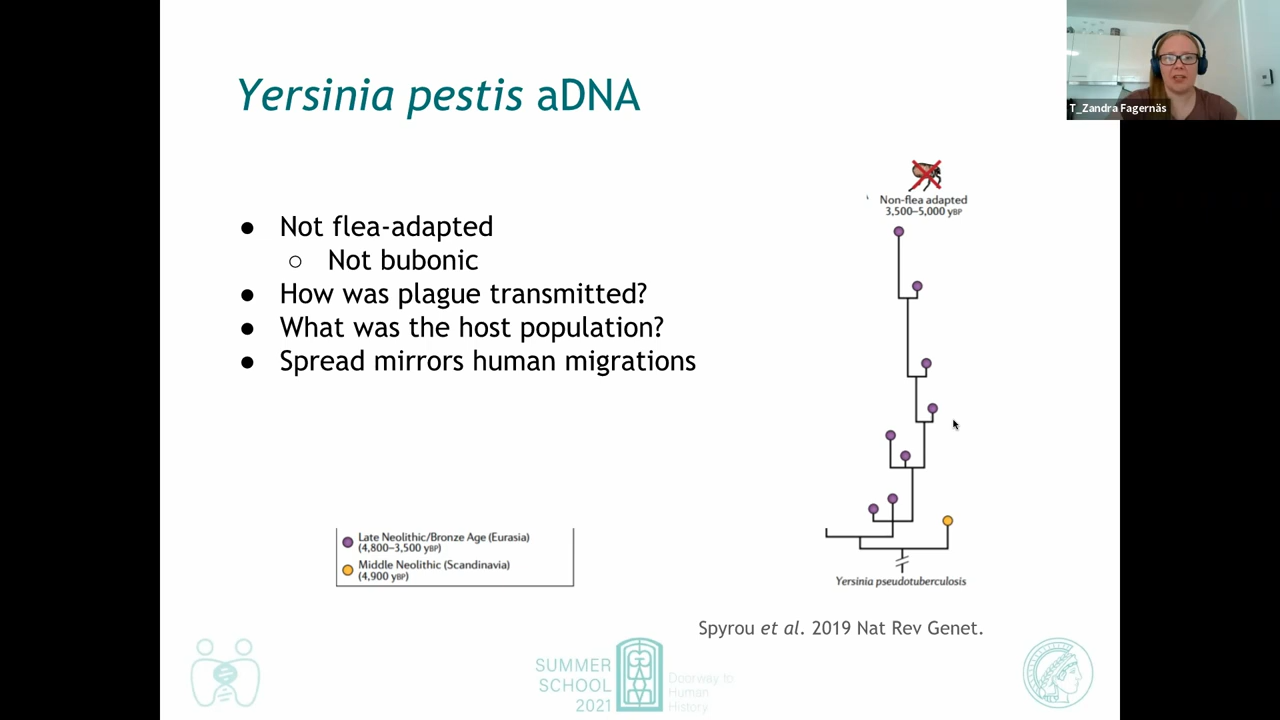 Yersinia pestis aDNA
T_Zandra Fagernäs
● Not flea-adapted
○ Not bubonic
● How was plague transmitted?
● What was the host population?
● Spread mirrors human migrations
Non-flea adapted
3,500–5,000 yBP
Late Neolithic/Bronze Age (Eurasia)
(4,800–3,500 yBP)
Middle Neolithic (Scandinavia)
(4,900 yBP)
Yersinia pseudotuberculosis
Spyrou et al. 2019 Nat Rev Genet.
SUMMER
SCHOOL
2021
Doorway to
Human
History